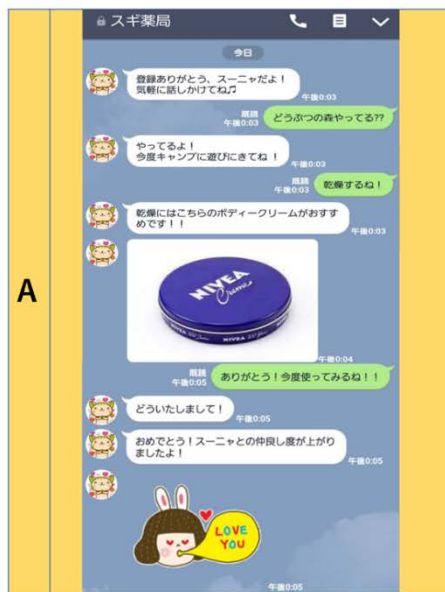 A
スギ薬局
今日
登録ありがとう、スーニャだよ！
気軽に話しかけてね♫
午後0:03
既読
午後0:03
どうぶつの森やってる??
やってるよ！
今度キャンプに遊びにきてね ！
午後0:03
既読
午後0:03
乾燥するね！
乾燥にはこちらのボディークリームがおすす
めです！！
午後0:03
NIVEA
Creme
午後0:04
既読
午後0:05
ありがとう！今度使ってみるね！！
どういたしまして！
午後0:05
おめでとう！スーニャとの仲良し度が上がり
ましたよ！
午後0:05
LOVE
YOU
午後0:05